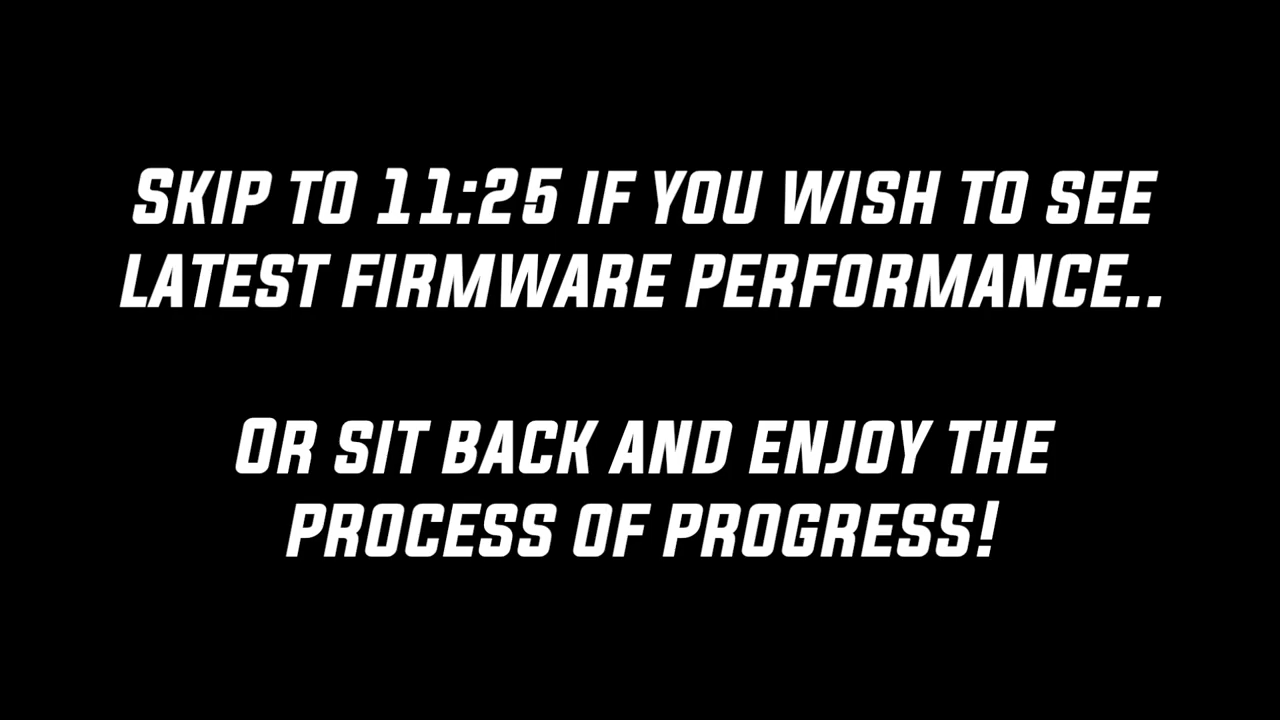 Skip to 11:25 if you wish to see
latest firmware performance..
Or sit back and enjoy the
process of progress!